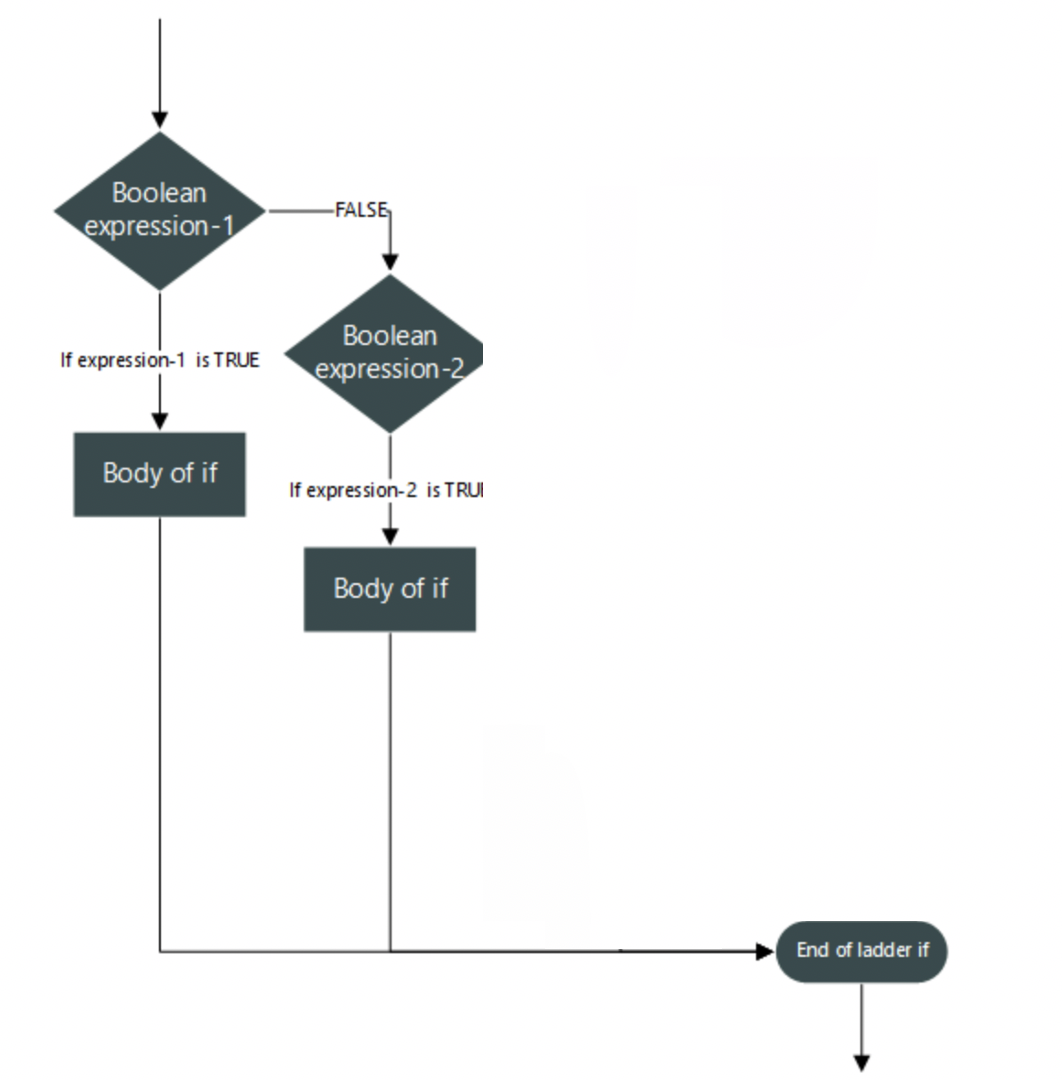 Boolean
expression-1
FALSE
Boolean
expression-2
If expression-1 is TRUE
Body of if
If expression-2 is
Body of if
End of ladder if